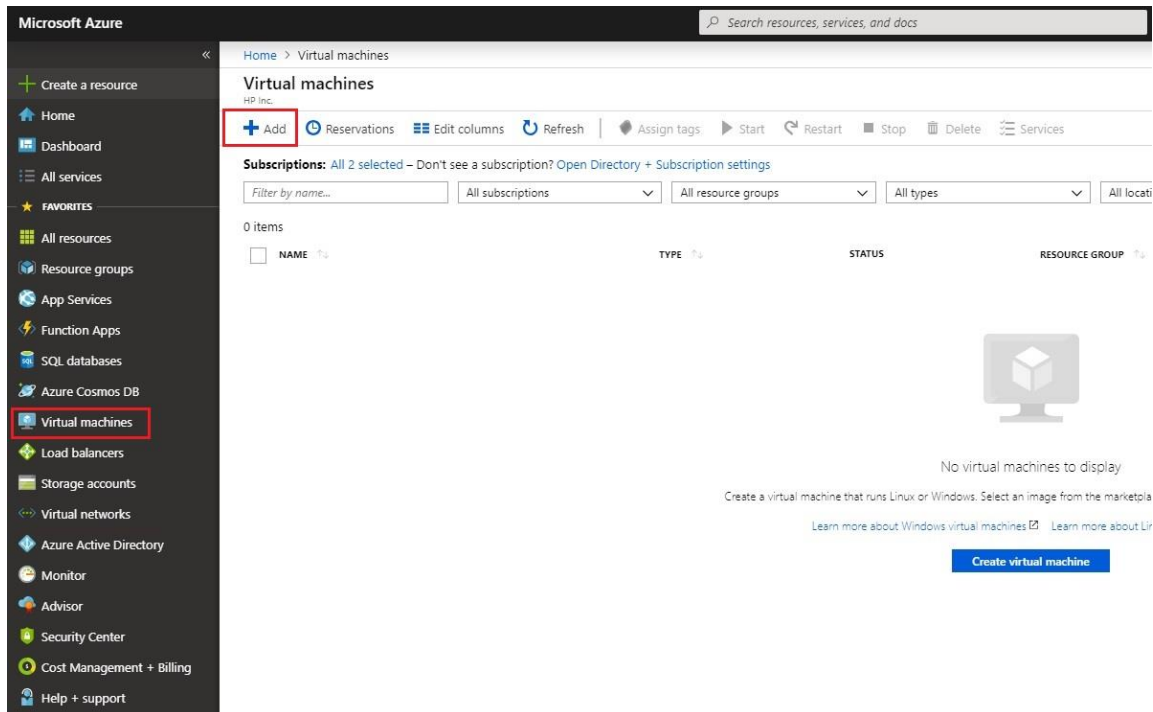 Microsoft Azure
Search resources, services, and docs
«
Create a resource
Home
Dashboard
All services
FAVORITES
All resources
Resource groups
App Services
Function Apps
SQL databases
Azure Cosmos DB
Virtual machines
Load balancers
Storage accounts
Virtual networks
Azure Active Directory
Monitor
Advisor
Security Center
Cost Management + Billing
Help + support
Home > Virtual machines
Virtual machines
HP Inc.
Add Reservations Edit columns Refresh Assign tags Start Restart Stop Delete Services
Subscriptions: All 2 selected – Don't see a subscription? Open Directory + Subscription settings
Filter by name... All subscriptions All resource groups All types All locati
0 items
NAME TYPE STATUS RESOURCE GROUP
No virtual machines to display
Create a virtual machine that runs Linux or Windows. Select an image from the marketpla
Learn more about Windows virtual machines Learn more about Lin
Create virtual machine